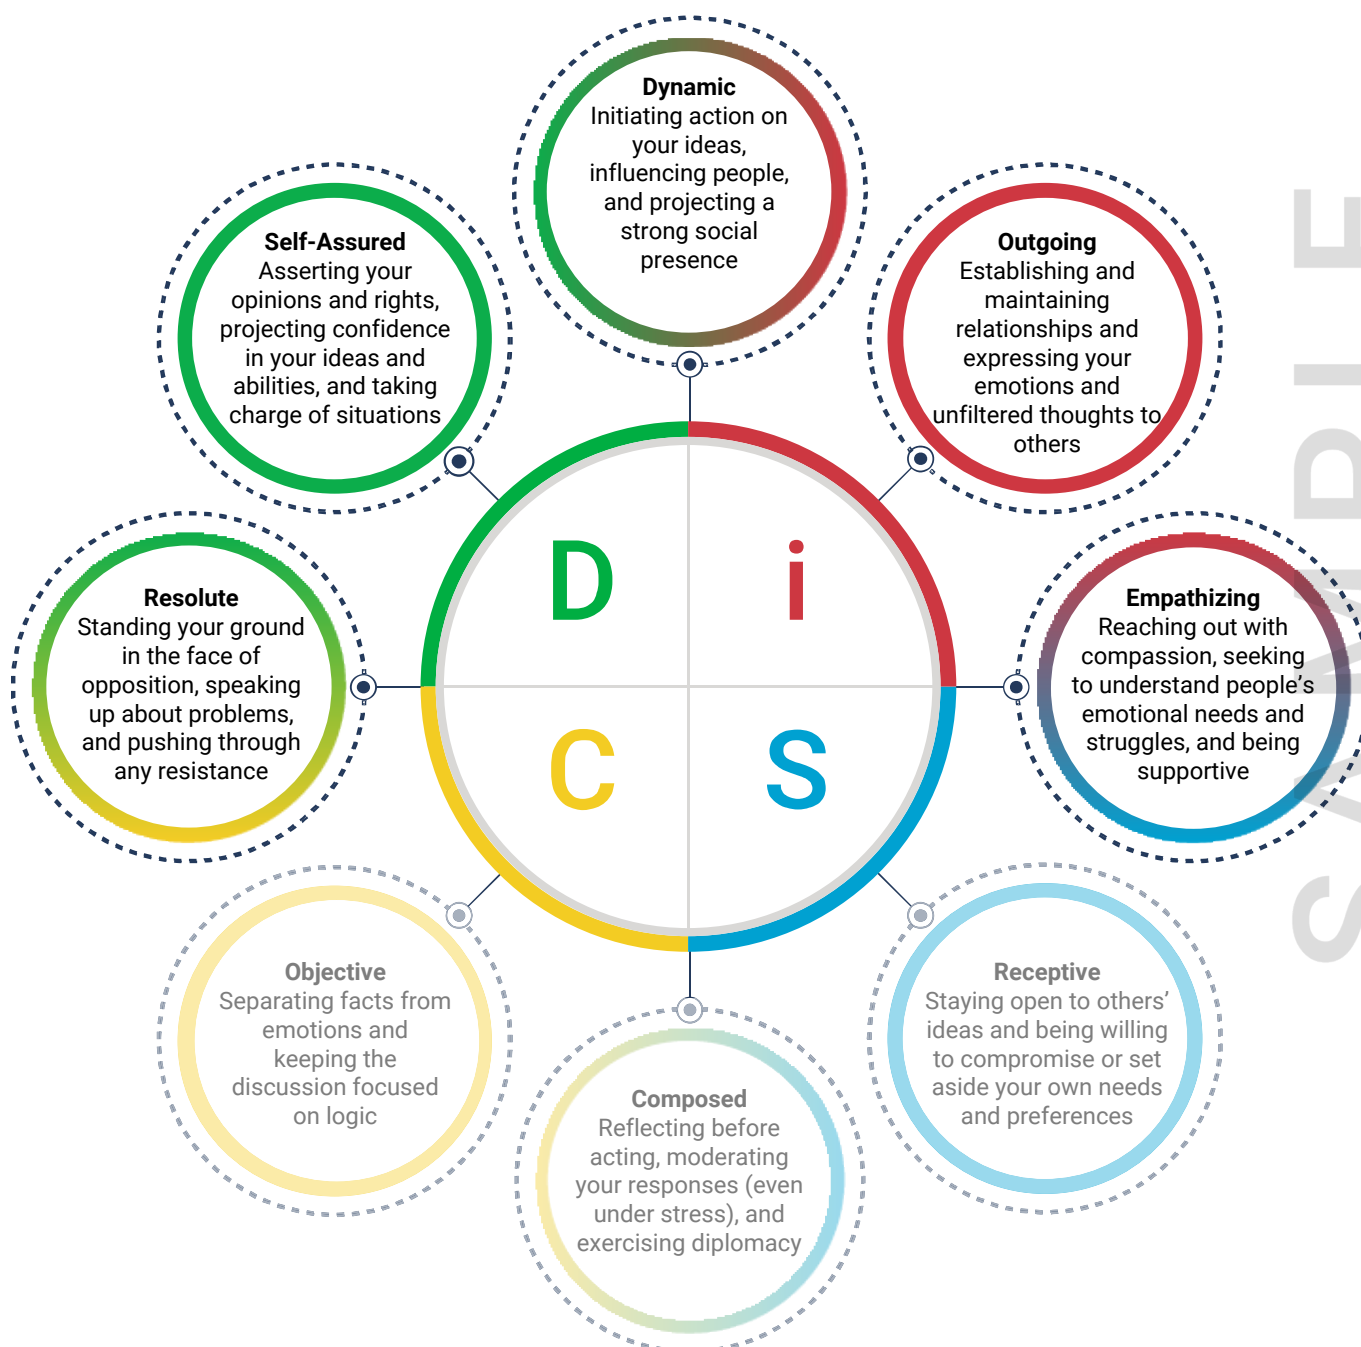 Dynamic
Initiating action on
your ideas,
influencing people,
and projecting a
strong social
presence
Self-Assured
Asserting your
opinions and rights,
projecting confidence
in your ideas and
abilities, and taking
charge of situations
Outgoing
Establishing and
maintaining
relationships and
expressing your
emotions and
unfiltered thoughts to
others
Resolute
Standing your ground
in the face of
opposition, speaking
up about problems,
and pushing through
any resistance
D
i
C
S
Empathizing
Reaching out with
compassion, seeking
to understand people’s
emotional needs and
struggles, and being
supportive
Objective
Separating facts from
emotions and
keeping the
discussion focused
on logic
Composed
Reflecting before
acting, moderating
your responses (even
under stress), and
exercising diplomacy
Receptive
Staying open to others’
ideas and being willing
to compromise or set
aside your own needs
and preferences
SAMPLE